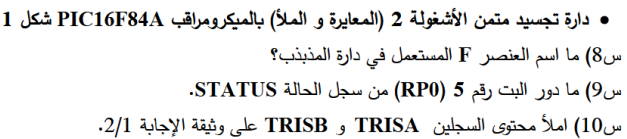 • دارة تجسيد متمن الأشغولة 2 (المعايرة و الملأ) بالميكرومراقب PIC16F84A شكل 1
س8) ما اسم العنصر F المستعمل في دارة المذبذب؟
س9) ما دور البت رقم 5 (RP0) من سجل الحالة STATUS.
س10) املأ محتوى السجلين TRISA و TRISB على وثيقة الإجابة 2/1.